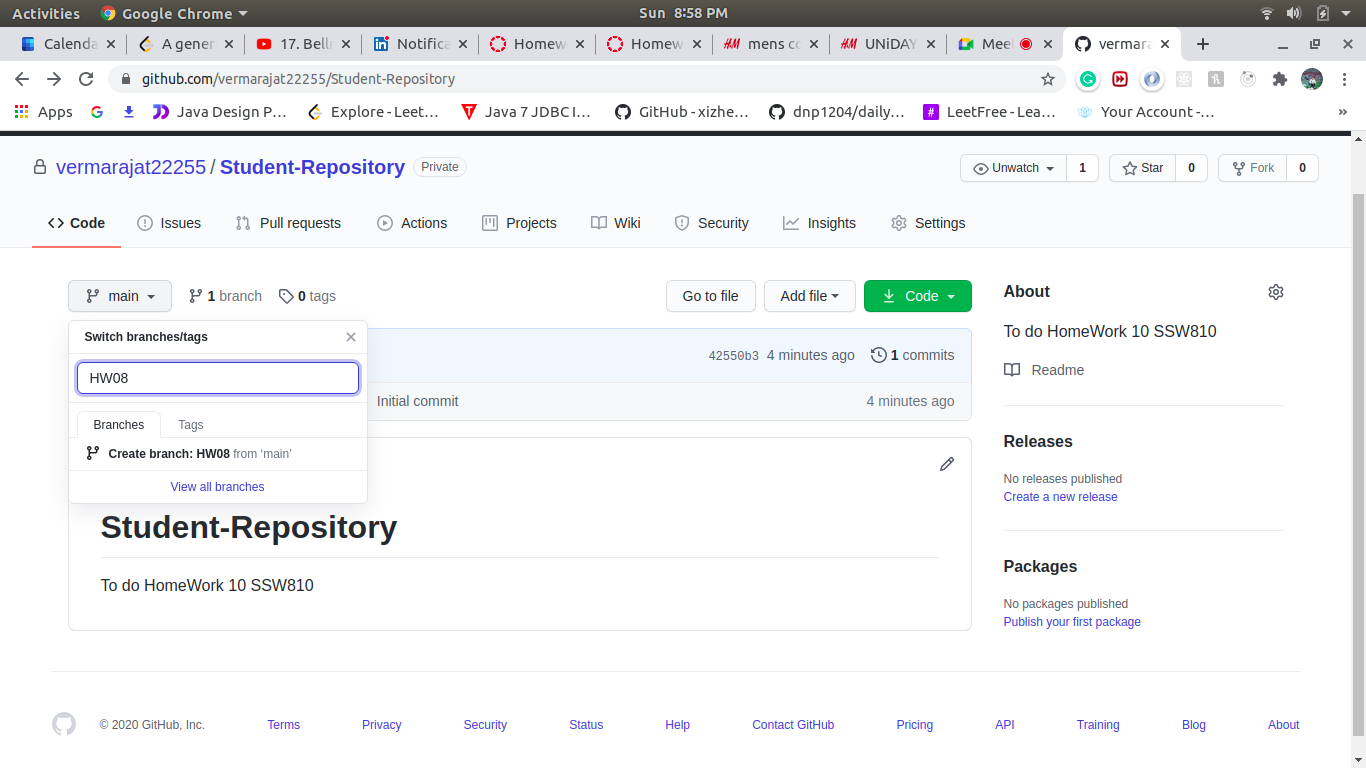 Activities Google Chrome Sun 8:58 PM
Calenda A gener 17. Bellm Notifica Homew Homew mens co UNiDAY Meet vermara
github.com/vermarajat22255/Student-Repository
Apps Java Design P... Explore - Leet... Java 7 JDBC I... GitHub - xizhe... dnp1204/daily... LeetFree - Lea... Your Account -... »
vermarajat22255 / Student-Repository Private Unwatch 1 Star 0 Fork 0
Code Issues Pull requests Actions Projects Wiki Security Insights Settings
main 1 branch 0 tags Go to file Add file Code
Switch branches/tags
HW08
Branches Tags
Create branch: HW08 from ‘main’
View all branches
42550b3 4 minutes ago 1 commits
Initial commit 4 minutes ago
Student-Repository
To do HomeWork 10 SSW810
About
To do HomeWork 10 SSW810
Readme
Releases
No releases published
Create a new release
Packages
No packages published
Publish your first package
© 2020 GitHub, Inc. Terms Privacy Security Status Help Contact GitHub Pricing API Training Blog About